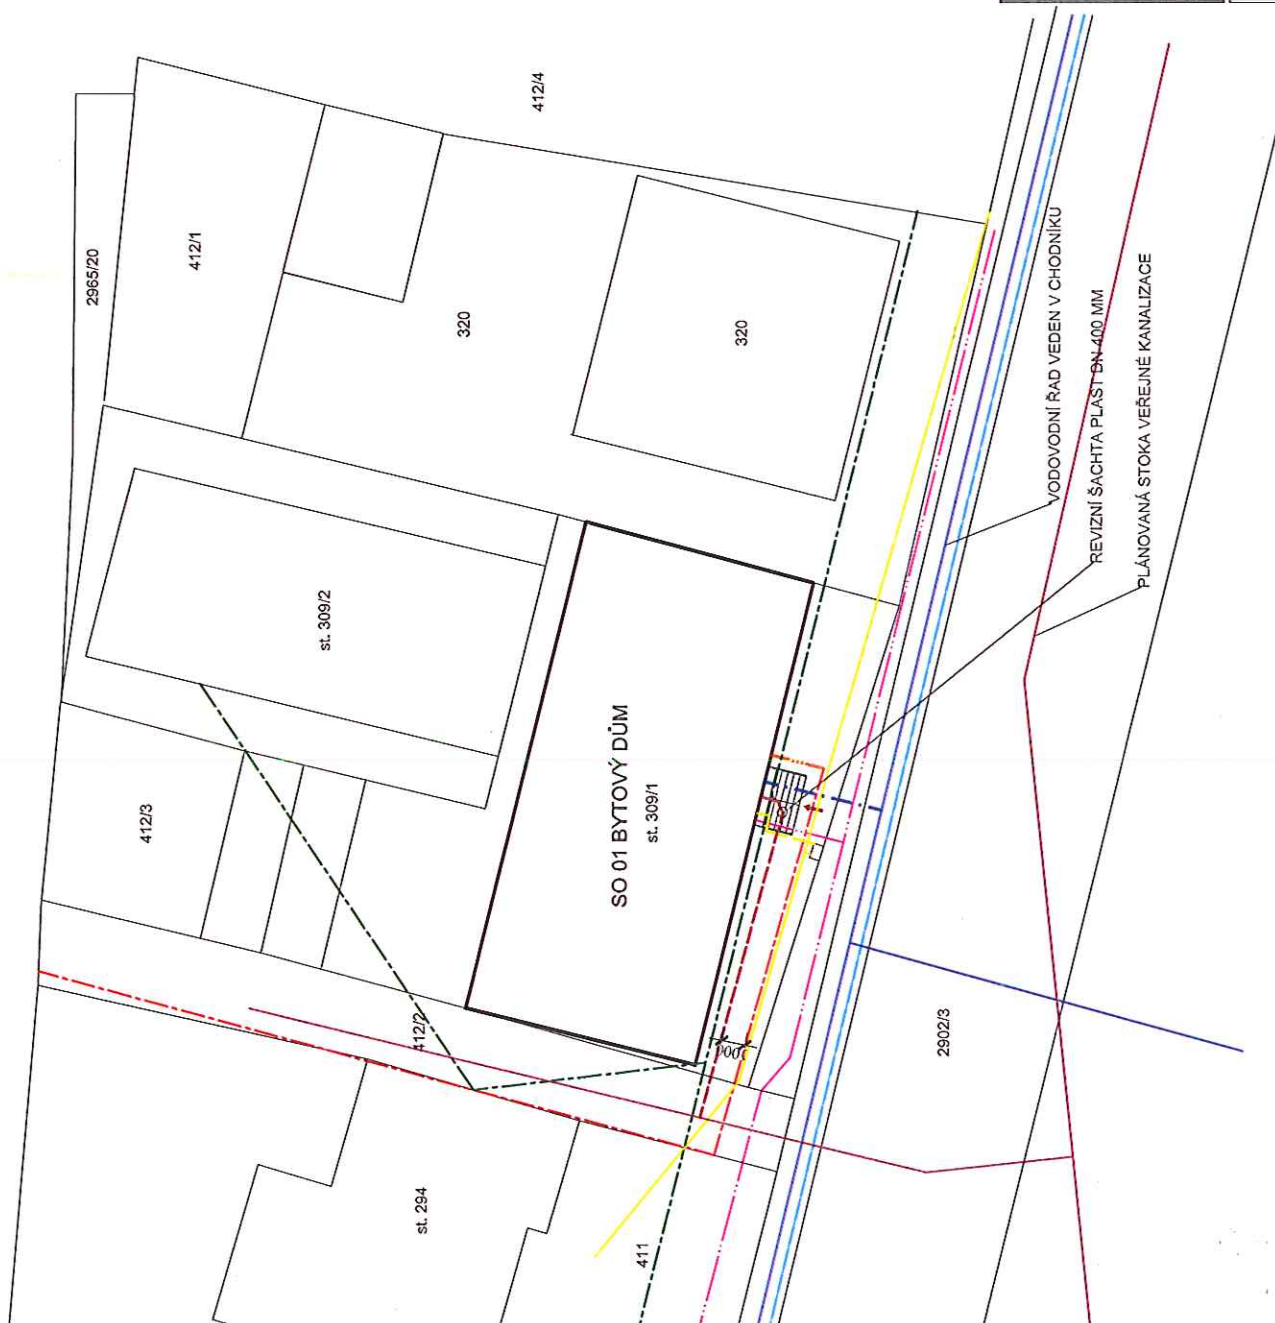 412/4
2965/20
412/1
320
320
VODOVODNÍ ŘAD VEDEN V CHODNÍKU
REVIZNÍ ŠACHTA PLAST DN 400 MM
PLÁNOVANÁ STOKA VEŘEJNÉ KANALIZACE
st. 309/2
412/3
SO 01 BYTOVÝ DŮM
st. 309/1
412/2
2902/3
st. 294
411